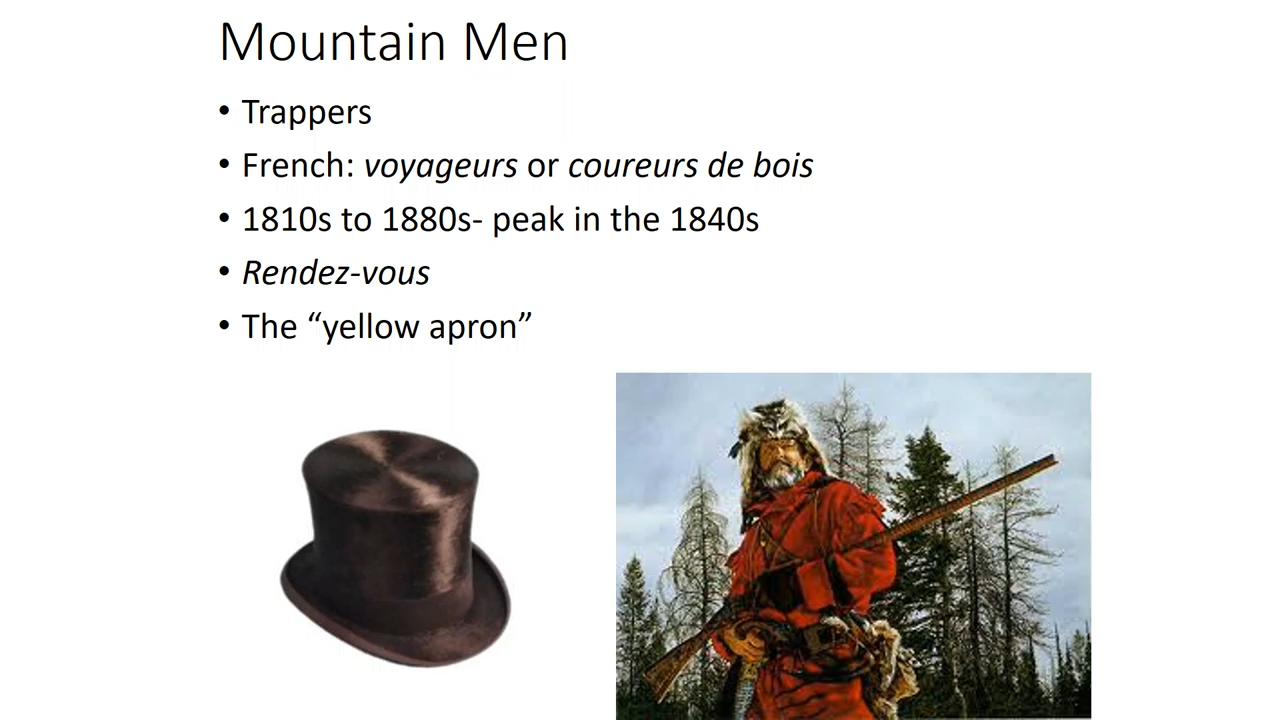 Mountain Men
• Trappers
• French: voyageurs or coureurs de bois
• 1810s to 1880s- peak in the 1840s
• Rendez-vous
• The “yellow apron”